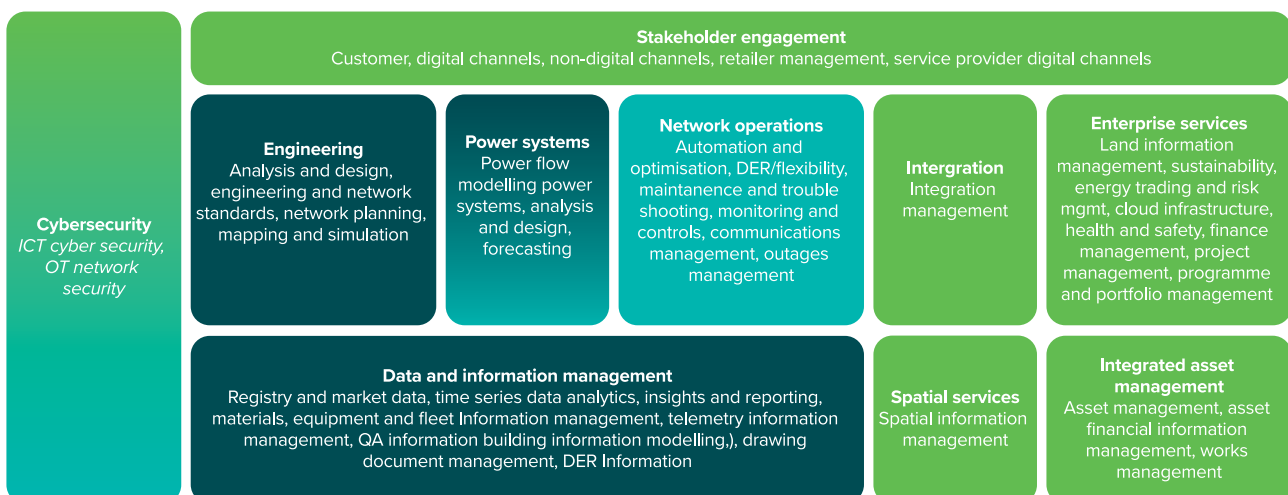 Stakeholder engagement
Customer, digital channels, non-digital channels, retailer management, service provider digital channels
Cybersecurity
ICT cyber security,
OT network
security
Engineering
Analysis and design,
engineering and network
standards, network planning,
mapping and simulation
Power systems
Power flow
modelling power
systems, analysis
and design,
forecasting
Network operations
Automation and
optimisation, DER/flexibility,
maintanence and trouble
shooting, monitoring and
controls, communications
management, outages
management
Intergration
Integration
management
Enterprise services
Land information
management, sustainability,
energy trading and risk
mgmt, cloud infrastructure,
health and safety, finance
management, project
management, programme
and portfolio management
Data and information management
Registry and market data, time series data analytics, insights and reporting,
materials, equipment and fleet Information management, telemetry information
management, QA information building information modelling,), drawing
document management, DER Information
Spatial services
Spatial information
management
Integrated asset
management
Asset management, asset
financial information
management, works
management